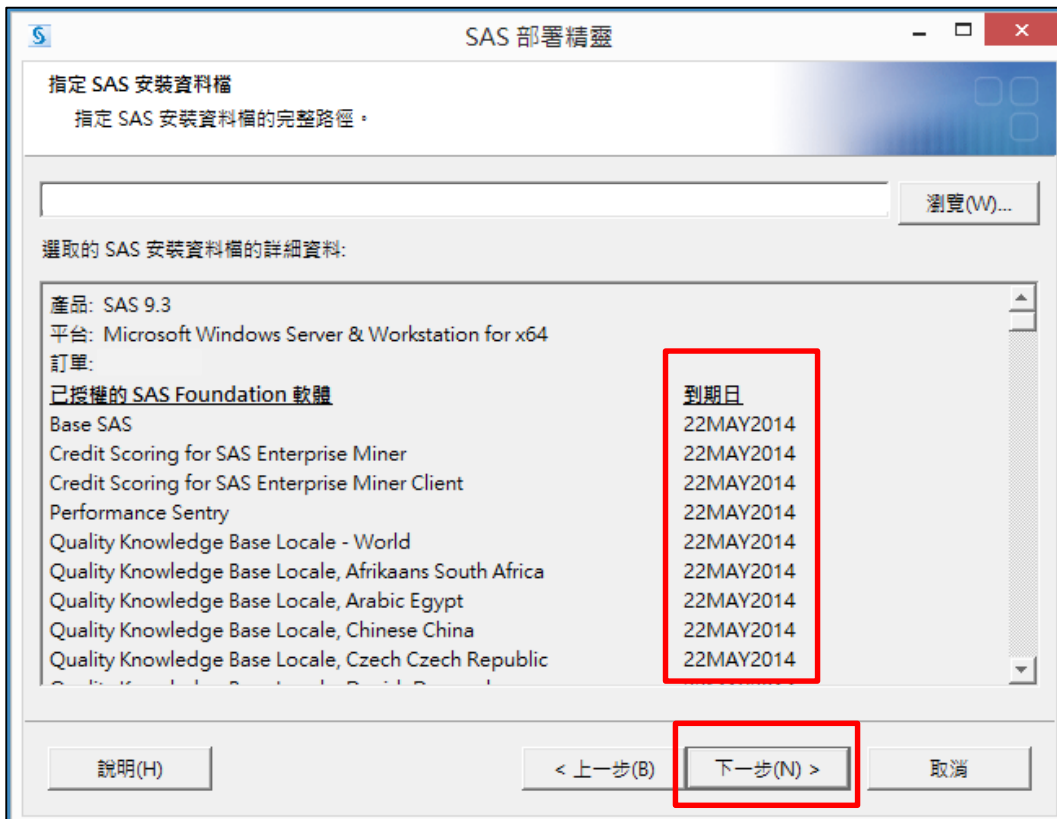 SAS 部署精靈
指定 SAS 安裝資料檔
指定 SAS 安裝資料檔的完整路徑。
瀏覽(W)...
選取的 SAS 安裝資料檔的詳細資料:
產品: SAS 9.3
平台: Microsoft Windows Server & Workstation for x64
訂單:
已授權的 SAS Foundation 軟體 到期日
Base SAS 22MAY2014
Credit Scoring for SAS Enterprise Miner 22MAY2014
Credit Scoring for SAS Enterprise Miner Client 22MAY2014
Performance Sentry 22MAY2014
Quality Knowledge Base Locale - World 22MAY2014
Quality Knowledge Base Locale, Afrikaans South Africa 22MAY2014
Quality Knowledge Base Locale, Arabic Egypt 22MAY2014
Quality Knowledge Base Locale, Chinese China 22MAY2014
Quality Knowledge Base Locale, Czech Czech Republic 22MAY2014
說明(H) < 上一步(B) 下一步(N) > 取消